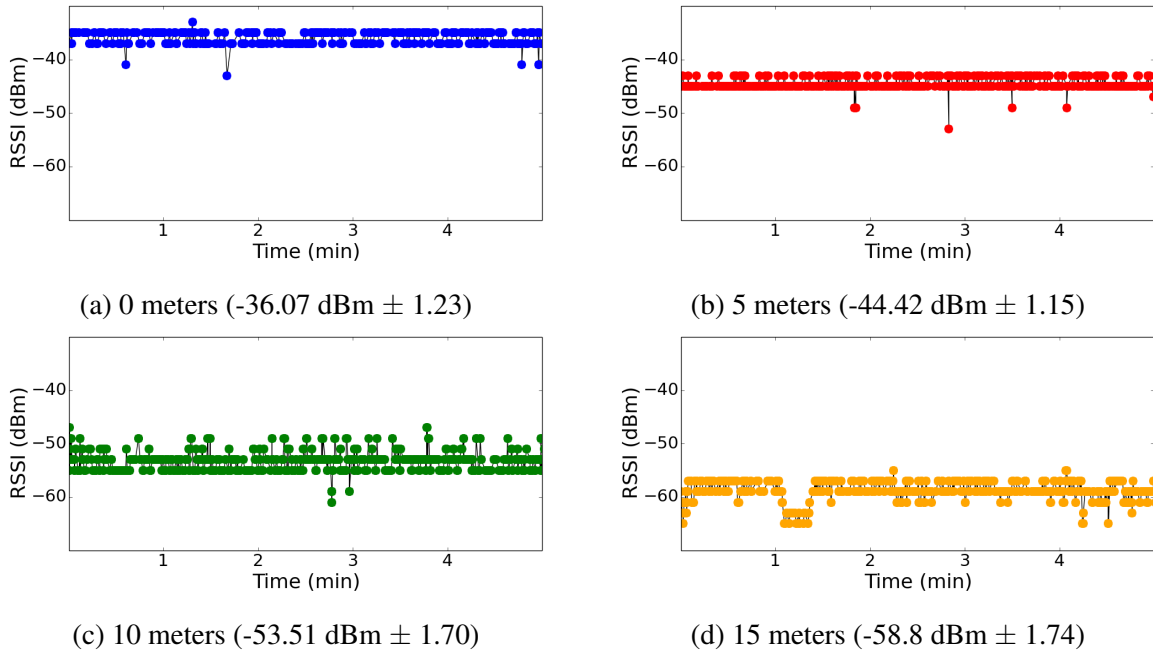 RSSI (dBm)
−40
−50
−60
1 2 3 4
Time (min)
(a) 0 meters (-36.07 dBm ± 1.23)
RSSI (dBm)
−40
−50
−60
1 2 3 4
Time (min)
(b) 5 meters (-44.42 dBm ± 1.15)
RSSI (dBm)
−40
−50
−60
1 2 3 4
Time (min)
(c) 10 meters (-53.51 dBm ± 1.70)
RSSI (dBm)
−40
−50
−60
1 2 3 4
Time (min)
(d) 15 meters (-58.8 dBm ± 1.74)